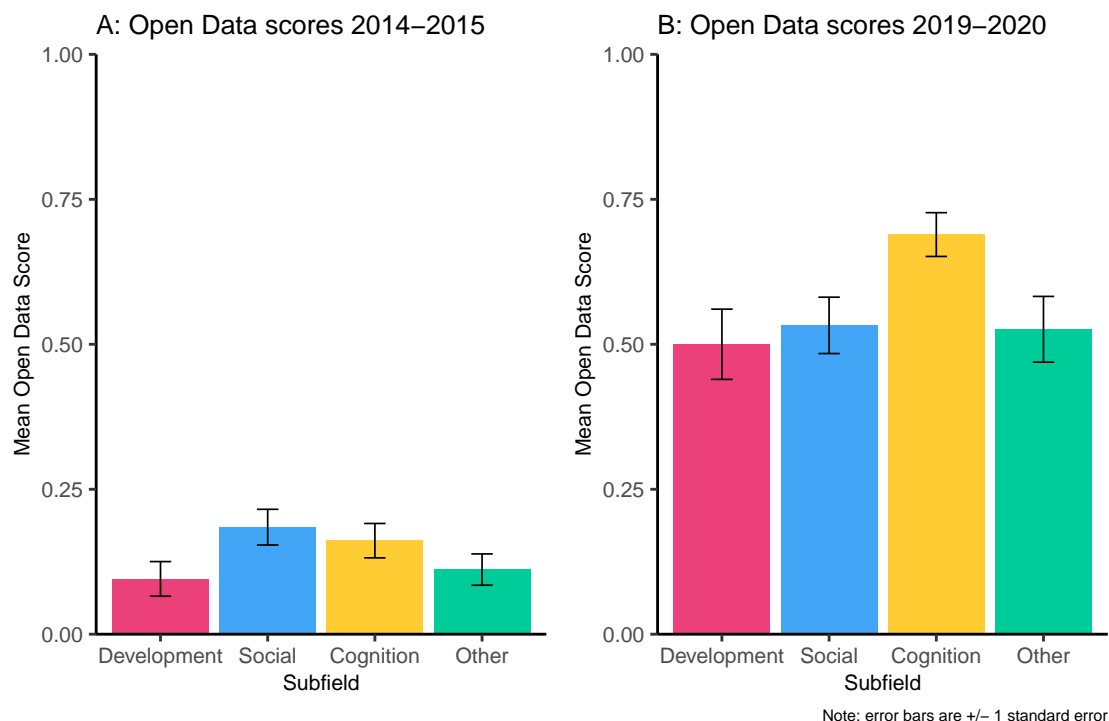 A: Open Data scores 2014−2015
Mean Open Data Score
1.00
0.75
0.50
0.25
0.00
Development Social Cognition Other
Subfield
B: Open Data scores 2019−2020
Mean Open Data Score
1.00
0.75
0.50
0.25
0.00
Development Social Cognition Other
Subfield
Note: error bars are +/− 1 standard error